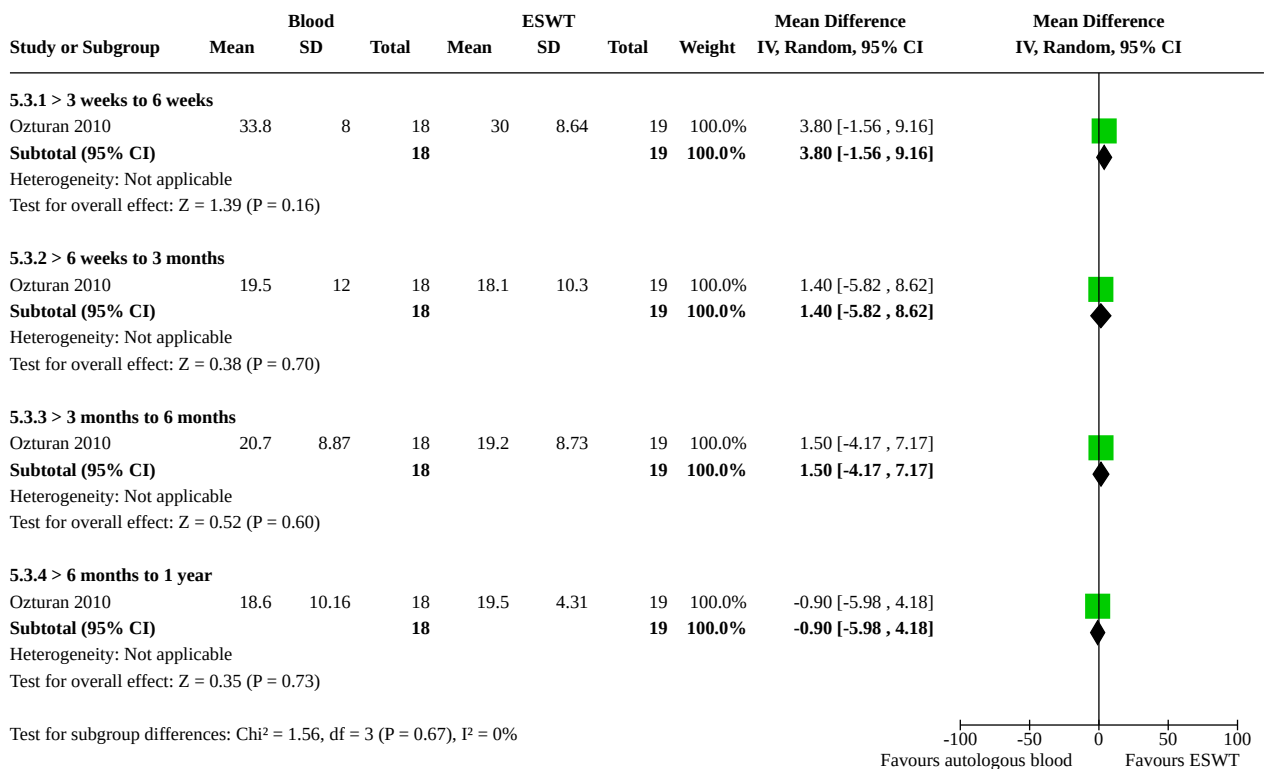 Blood ESWT Mean Difference Mean Difference
Study or Subgroup Mean SD Total Mean SD Total Weight IV, Random, 95% CI IV, Random, 95% CI
5.3.1 > 3 weeks to 6 weeks
Ozturan 2010 33.8 8 18 30 8.64 19 100.0% 3.80 [-1.56 , 9.16]
Subtotal (95% CI) 18 19 100.0% 3.80 [-1.56 , 9.16]
Heterogeneity: Not applicable
Test for overall effect: Z = 1.39 (P = 0.16)
5.3.2 > 6 weeks to 3 months
Ozturan 2010 19.5 12 18 18.1 10.3 19 100.0% 1.40 [-5.82 , 8.62]
Subtotal (95% CI) 18 19 100.0% 1.40 [-5.82 , 8.62]
Heterogeneity: Not applicable
Test for overall effect: Z = 0.38 (P = 0.70)
5.3.3 > 3 months to 6 months
Ozturan 2010 20.7 8.87 18 19.2 8.73 19 100.0% 1.50 [-4.17 , 7.17]
Subtotal (95% CI) 18 19 100.0% 1.50 [-4.17 , 7.17]
Heterogeneity: Not applicable
Test for overall effect: Z = 0.52 (P = 0.60)
5.3.4 > 6 months to 1 year
Ozturan 2010 18.6 10.16 18 19.5 4.31 19 100.0% -0.90 [-5.98 , 4.18]
Subtotal (95% CI) 18 19 100.0% -0.90 [-5.98 , 4.18]
Heterogeneity: Not applicable
Test for overall effect: Z = 0.35 (P = 0.73)
Test for subgroup differences: Chi² = 1.56, df = 3 (P = 0.67), I² = 0%
-100 -50 0 50 100
Favours autologous blood Favours ESWT